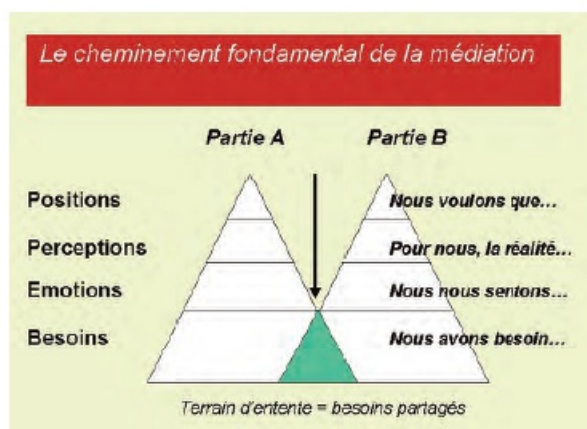 Le cheminement fondamental de la médiation
Partie A Partie B
Positions Nous voulons que...
Perceptions Pour nous, la réalité...
Emotions Nous nous sentons...
Besoins Nous avons besoin...
Terrain d'entente = besoins partagés